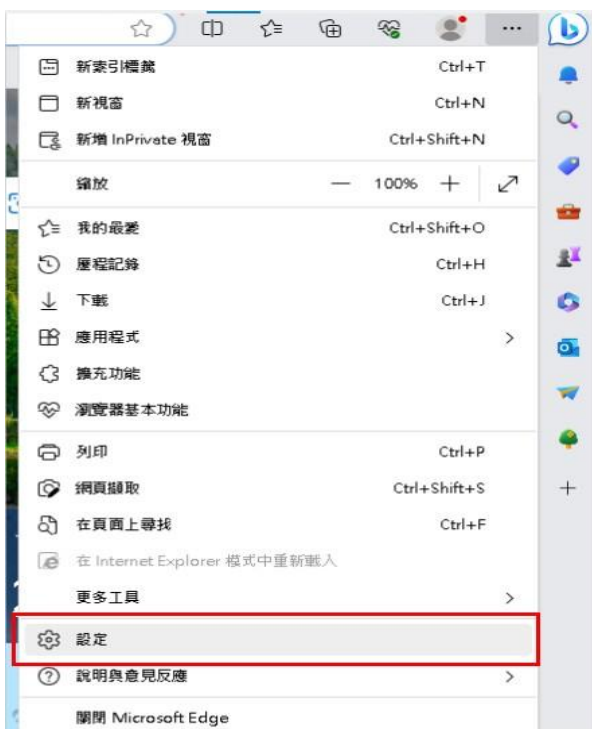 新索引標籤 Ctrl+T
新視窗 Ctrl+N
新增 InPrivate 視窗 Ctrl+Shift+N
縮放 — 100% +
我的最愛 Ctrl+Shift+O
歷程記錄 Ctrl+H
下載 Ctrl+J
應用程式
擴充功能
瀏覽器基本功能
列印 Ctrl+P
網頁擷取 Ctrl+Shift+S
在頁面上尋找 Ctrl+F
在 Internet Explorer 模式中重新載入
更多工具
設定
說明與意見反應
關閉 Microsoft Edge